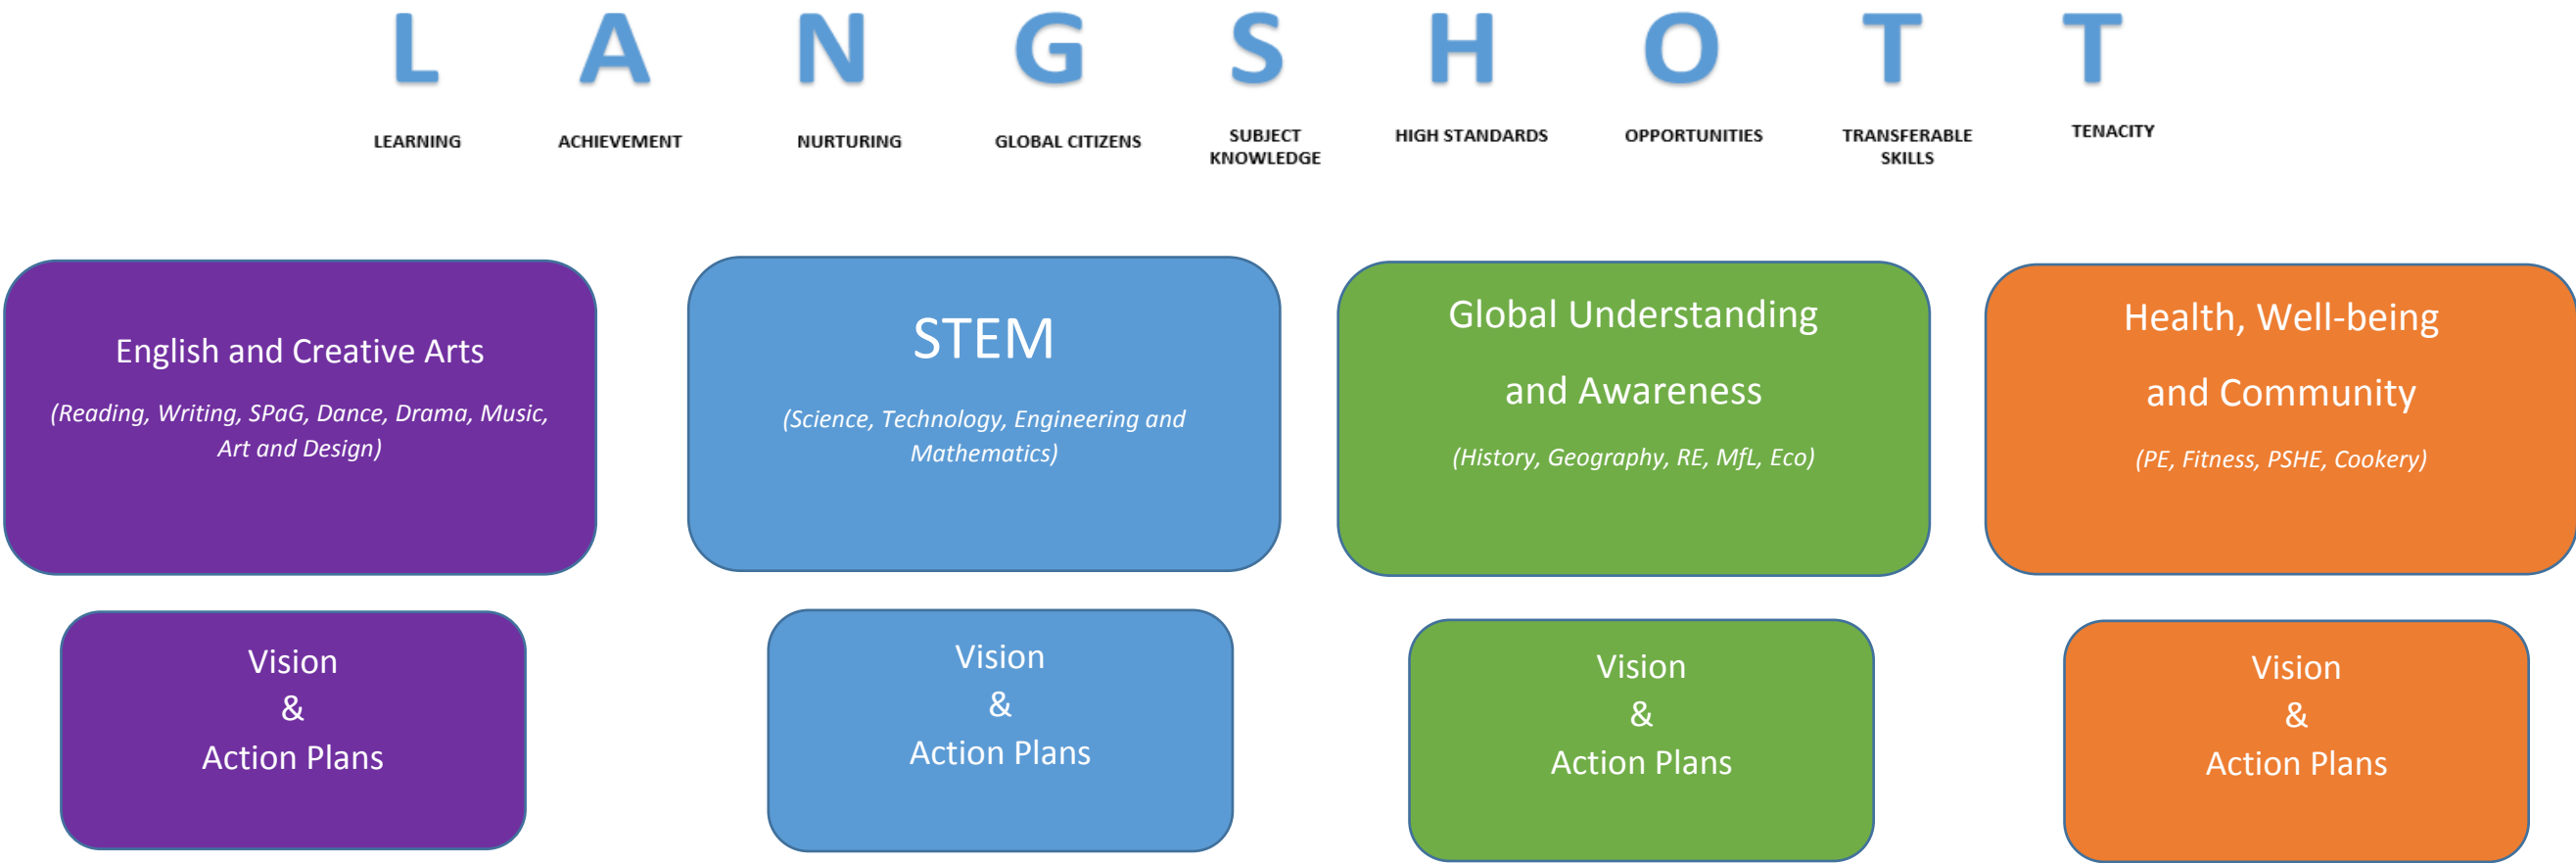 L A N G S H O T T
LEARNING ACHIEVEMENT NURTURING GLOBAL CITIZENS SUBJECT KNOWLEDGE HIGH STANDARDS OPPORTUNITIES TRANSFERABLE SKILLS TENACITY
English and Creative Arts
(Reading, Writing, SPaG, Dance, Drama, Music,
Art and Design)
STEM
(Science, Technology, Engineering and
Mathematics)
Global Understanding
and Awareness
(History, Geography, RE, MfL, Eco)
Health, Well-being
and Community
(PE, Fitness, PSHE, Cookery)
Vision
&
Action Plans
Vision
&
Action Plans
Vision
&
Action Plans
Vision
&
Action Plans